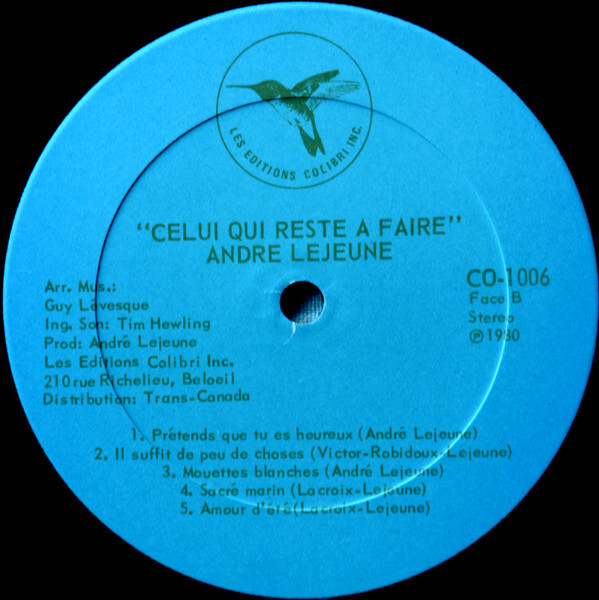 LES EDITIONS COLIBRI INC.
"CELUI QUI RESTE A FAIRE"
ANDRE LEJEUNE
Arr. Mus.:
Guy Lévesque
Ing. Son: Tim Hewling
Prod: André Lejeune
Les Editions Colibri Inc.
210 rue Richelieu, Beloeil
Distribution: Trans-Canada
CO-1006
Face B
Stereo
℗1980
1. Prétends que tu es heureux (André Lejeune)
2. Il suffit de peu de choses (Victor-Robidoux-Lejeune)
3. Mouettes blanches (André Lejeune)
4. Sacré marin (Lacroix-Lejeune)
5. Amour d'été (Lacroix-Lejeune)